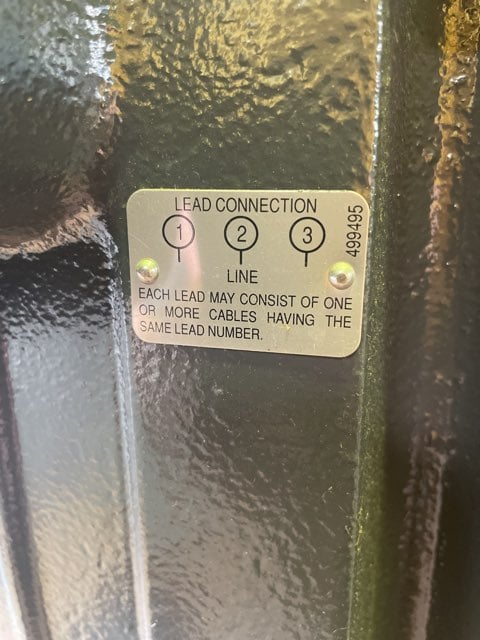 LEAD CONNECTION
1 2 3
LINE
EACH LEAD MAY CONSIST OF ONE
OR MORE CABLES HAVING THE
SAME LEAD NUMBER.
499495